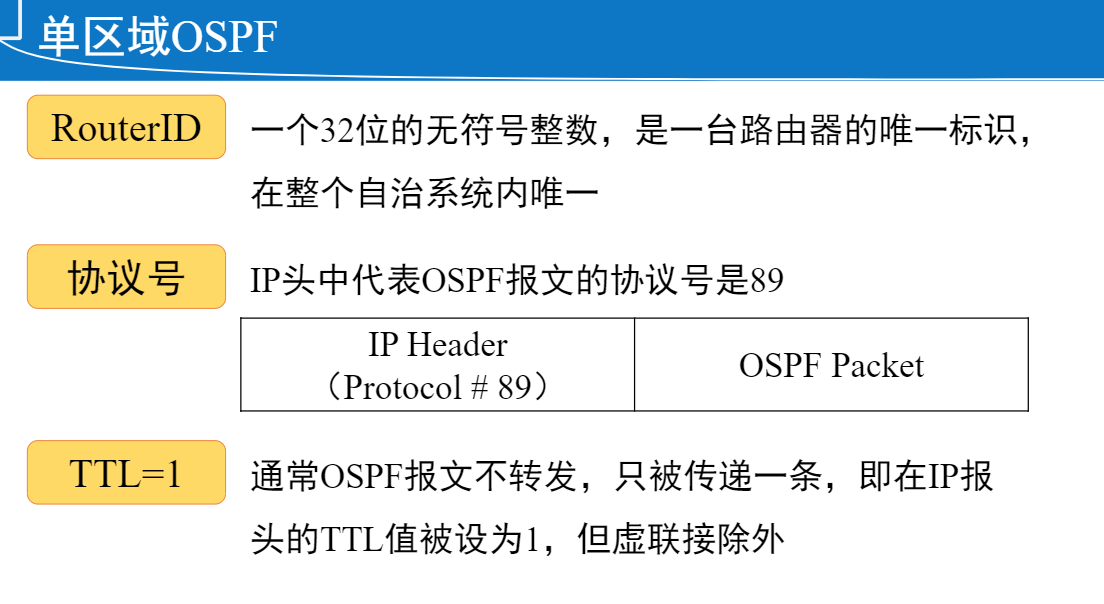 单区域OSPF
RouterID
一个32位的无符号整数，是一台路由器的唯一标识，
在整个自治系统内唯一
协议号
IP头中代表OSPF报文的协议号是89
IP Header
（Protocol # 89）
OSPF Packet
TTL=1
通常OSPF报文不转发，只被传递一条，即在IP报
头的TTL值被设为1，但虚联接除外